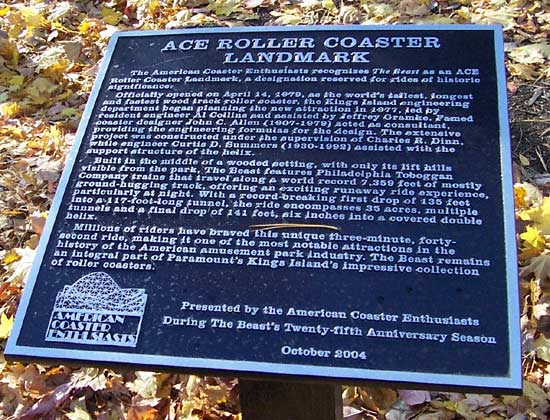 ACE ROLLER COASTER
LANDMARK
The American Coaster Enthusiasts recognizes The Beast as an ACE
Roller Coaster Landmark, a designation reserved for rides of historic
significance.
Officially opened on April 14, 1979, as the world's tallest, longest
and fastest wood track roller coaster, the Kings Island engineering
department began planning the new attraction in 1977, led by
resident engineer Al Collins and assisted by Jeffrey Gramke. Famed
coaster designer John C. Allen (1907-1979) acted as consultant,
providing the engineering formulas for the design. The extensive
project was constructed under the supervision of Charles R. Dinn,
while engineer Curtis D. Summers (1930-1992) assisted with the
support structure of the helix.
Built in the middle of a wooded setting, with only its lift hills
visible from the park, The Beast features Philadelphia Toboggan
Company trains that travel along a world record 7,359 feet of mostly
ground-hugging track, offering an exciting runaway ride experience,
particularly at night. With a record-breaking first drop of 135 feet
into a 117-foot-long tunnel, the ride encompasses 35 acres, multiple
tunnels and a final drop of 141 feet, six inches into a covered double
helix.
Millions of riders have braved this unique three-minute, forty-
second ride, making it one of the most notable attractions in the
history of the American amusement park industry. The Beast remains
an integral part of Paramount's Kings Island's impressive collection
of roller coasters.
AMERICAN
COASTER
ENTHUSIASTS
Presented by the American Coaster Enthusiasts
During The Beast's Twenty-fifth Anniversary Season
October 2004